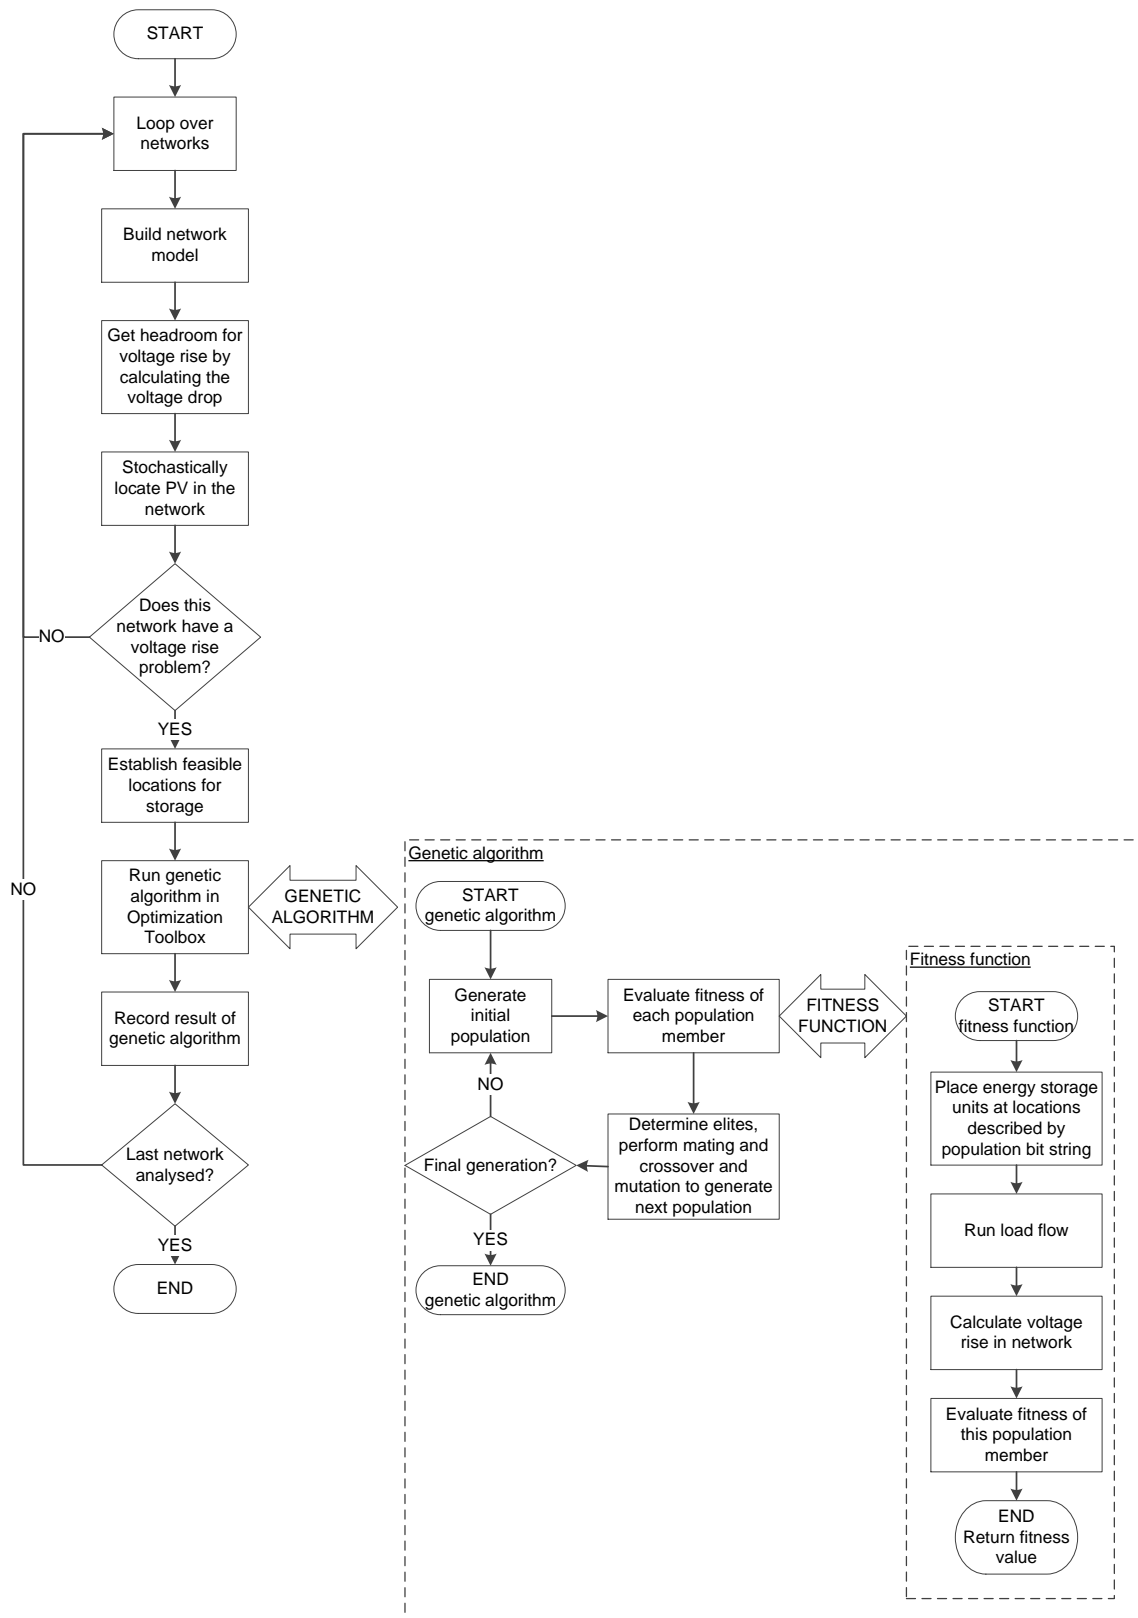 START
Loop over
networks
Build network
model
Get headroom for
voltage rise by
calculating the
voltage drop
Stochastically
locate PV in the
network
Does this
network have a
voltage rise
problem?
NO
YES
Establish feasible
locations for
storage
Run genetic
algorithm in
Optimization
Toolbox
GENETIC
ALGORITHM
NO
Record result of
genetic algorithm
Last network
analysed?
YES
END
Genetic algorithm
START
genetic algorithm
Generate
initial
population
Evaluate fitness of
each population
member
FITNESS
FUNCTION
NO
Determine elites,
perform mating and
crossover and
mutation to generate
next population
Final generation?
YES
END
genetic algorithm
Fitness function
START
fitness function
Place energy storage
units at locations
described by
population bit string
Run load flow
Calculate voltage
rise in network
Evaluate fitness of
this population
member
END
Return fitness
value